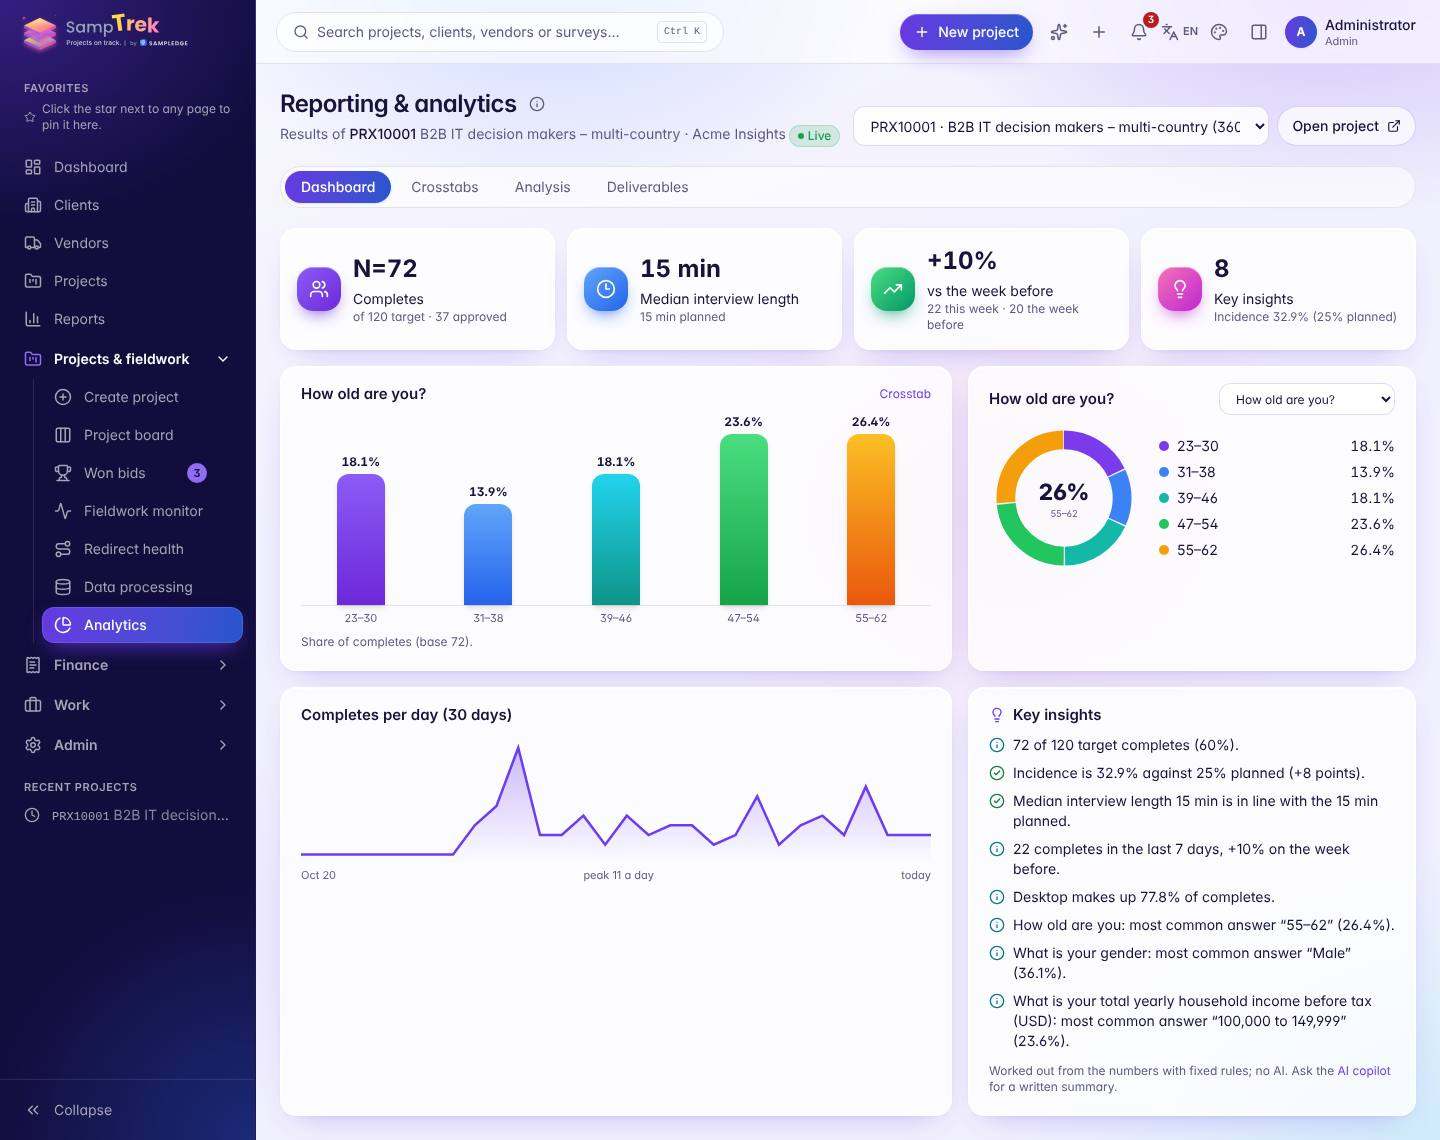 SampTrek
Projects on track. | by SAMPLEDGE
FAVORITES
Click the star next to any page to
pin it here.
Dashboard
Clients
Vendors
Projects
Reports
Projects & fieldwork
Create project
Project board
Won bids 3
Fieldwork monitor
Redirect health
Data processing
Analytics
Finance
Work
Admin
RECENT PROJECTS
PRX10001 B2B IT decision...
Collapse
Search projects, clients, vendors or surveys... Ctrl K
New project
3
EN
A
Administrator
Admin
Reporting & analytics
Results of PRX10001 B2B IT decision makers – multi-country · Acme Insights Live
PRX10001 · B2B IT decision makers – multi-country (360
Open project
Dashboard Crosstabs Analysis Deliverables
N=72
Completes
of 120 target · 37 approved
15 min
Median interview length
15 min planned
+10%
vs the week before
22 this week · 20 the week
before
8
Key insights
Incidence 32.9% (25% planned)
How old are you? Crosstab
18.1% 13.9% 18.1% 23.6% 26.4%
23–30 31–38 39–46 47–54 55–62
Share of completes (base 72).
How old are you? How old are you?
26%
55–62
23–30 18.1%
31–38 13.9%
39–46 18.1%
47–54 23.6%
55–62 26.4%
Completes per day (30 days)
Oct 20 peak 11 a day today
Key insights
72 of 120 target completes (60%).
Incidence is 32.9% against 25% planned (+8 points).
Median interview length 15 min is in line with the 15 min
planned.
22 completes in the last 7 days, +10% on the week
before.
Desktop makes up 77.8% of completes.
How old are you: most common answer “55–62” (26.4%).
What is your gender: most common answer “Male”
(36.1%).
What is your total yearly household income before tax
(USD): most common answer “100,000 to 149,999”
(23.6%).
Worked out from the numbers with fixed rules; no AI. Ask the AI copilot
for a written summary.